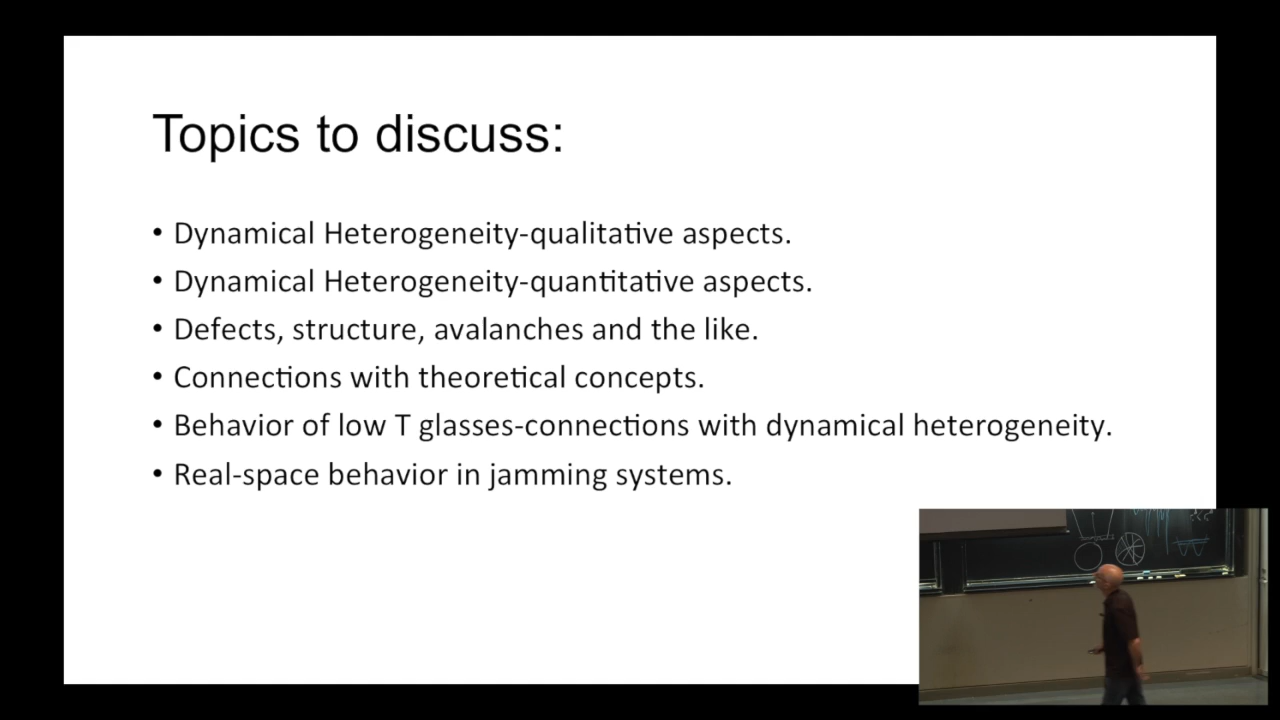 Topics to discuss:
• Dynamical Heterogeneity-qualitative aspects.
• Dynamical Heterogeneity-quantitative aspects.
• Defects, structure, avalanches and the like.
• Connections with theoretical concepts.
• Behavior of low T glasses-connections with dynamical heterogeneity.
• Real-space behavior in jamming systems.